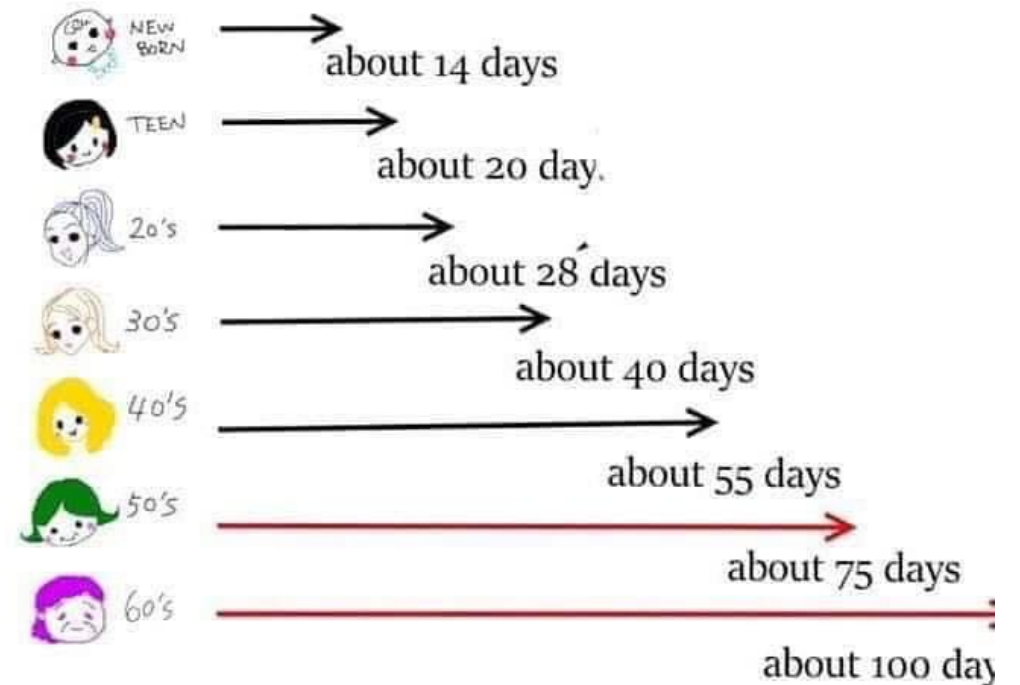 NEW
BORN
about 14 days
TEEN
about 20 day.
20's
about 28 days
30's
about 40 days
40's
about 55 days
50's
about 75 days
60's
about 100 day